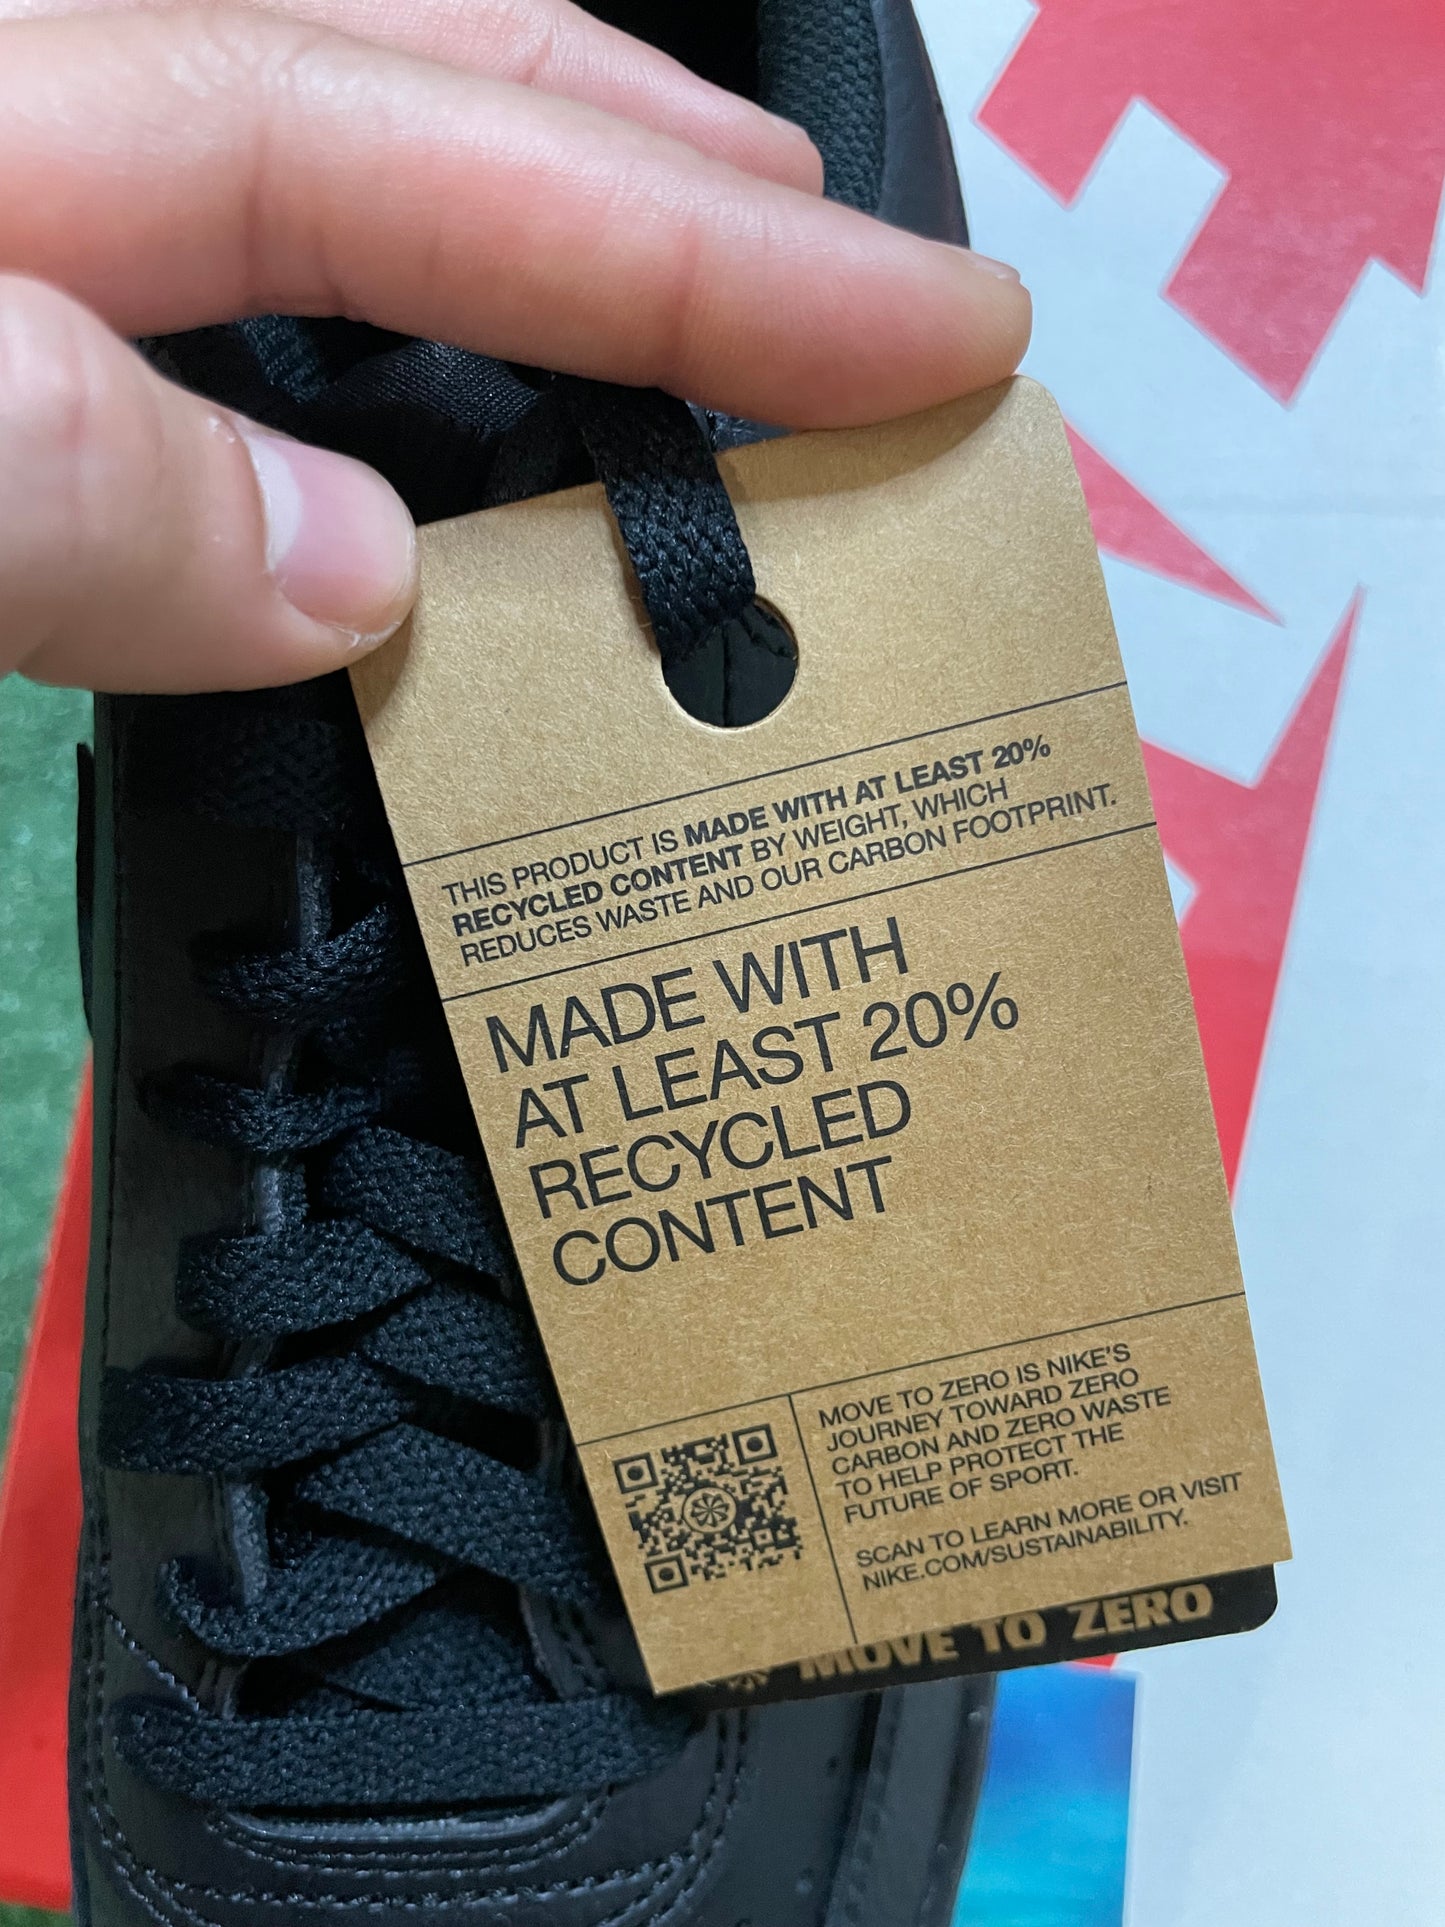 THIS PRODUCT IS MADE WITH AT LEAST 20%
RECYCLED CONTENT BY WEIGHT, WHICH
REDUCES WASTE AND OUR CARBON FOOTPRINT.
MADE WITH
AT LEAST 20%
RECYCLED
CONTENT
MOVE TO ZERO IS NIKE'S
JOURNEY TOWARD ZERO
CARBON AND ZERO WASTE
TO HELP PROTECT THE
FUTURE OF SPORT.
SCAN TO LEARN MORE OR VISIT
NIKE.COM/SUSTAINABILITY.
MOVE TO ZERO